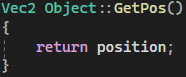 Vec2 Object::GetPos()
{
    return position;
}